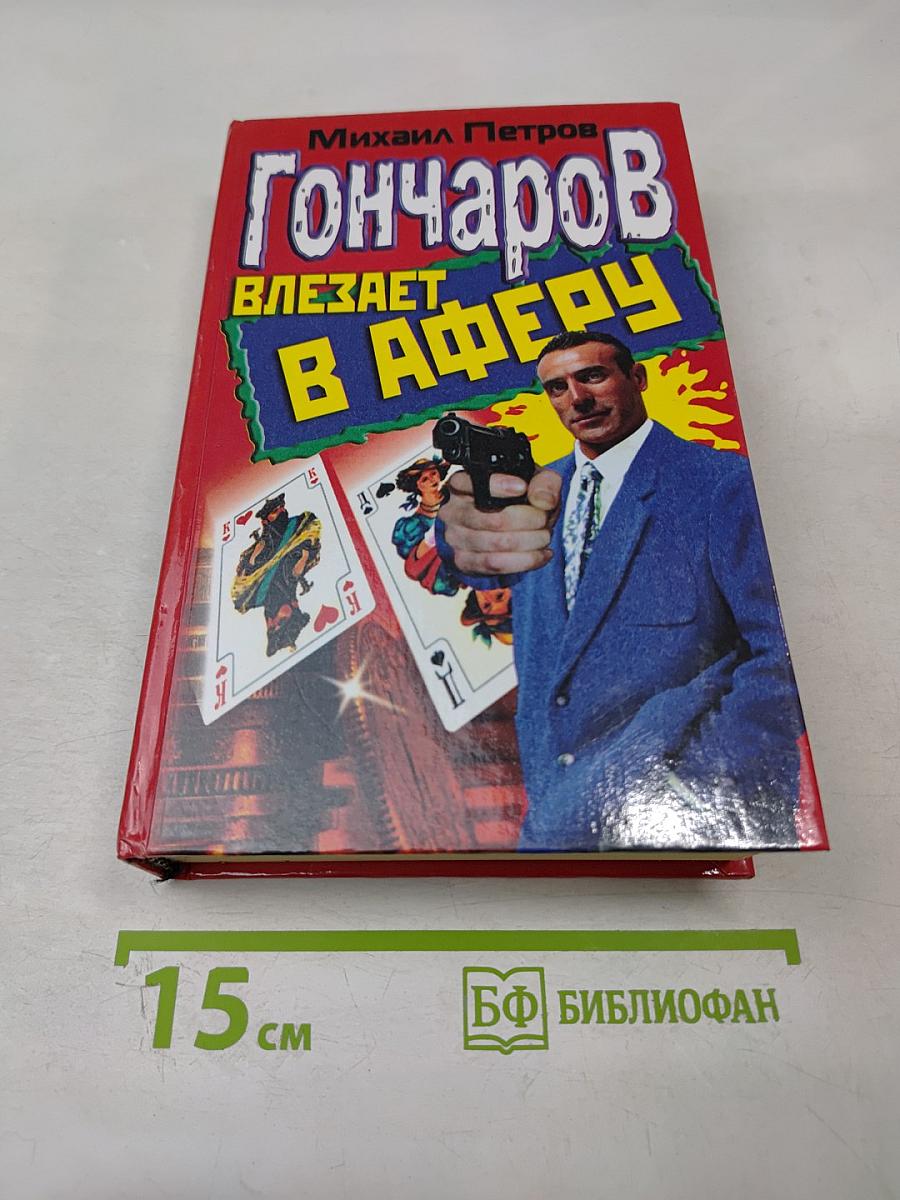 Михаил Петров
Гончаров
ВЛЕЗАЕТ
В АФЕРУ
К
К
Д
К
К
Д
15 см
БФ БИБЛИОФАН